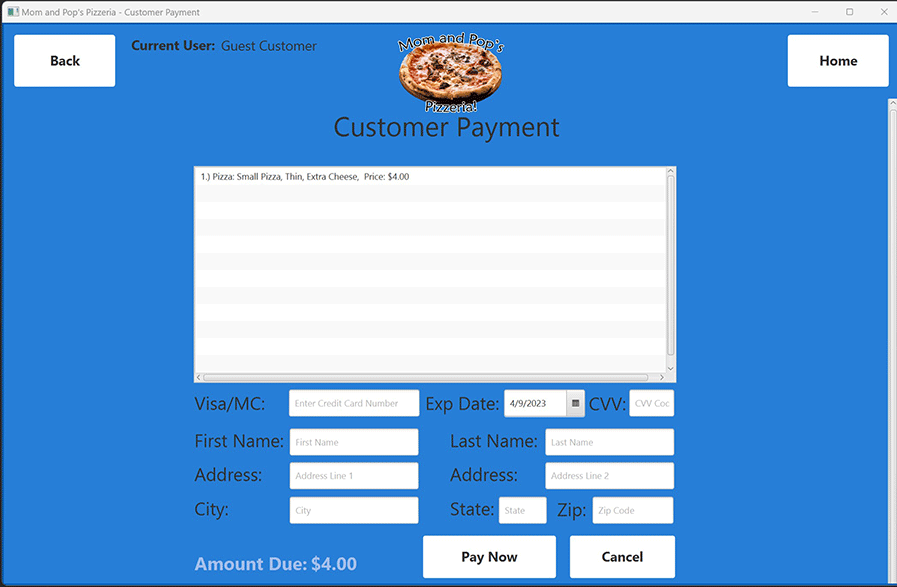 Mom and Pop's Pizzeria - Customer Payment
Back
Current User: Guest Customer
Mom and Pop's
Pizzeria!
Home
Customer Payment
1.) Pizza: Small Pizza, Thin, Extra Cheese, Price: $4.00
Visa/MC: Enter Credit Card Number Exp Date: 4/9/2023 CVV: CVV Coc
First Name: First Name Last Name: Last Name
Address: Address Line 1 Address: Address Line 2
City: City State: State Zip: Zip Code
Amount Due: $4.00 Pay Now Cancel